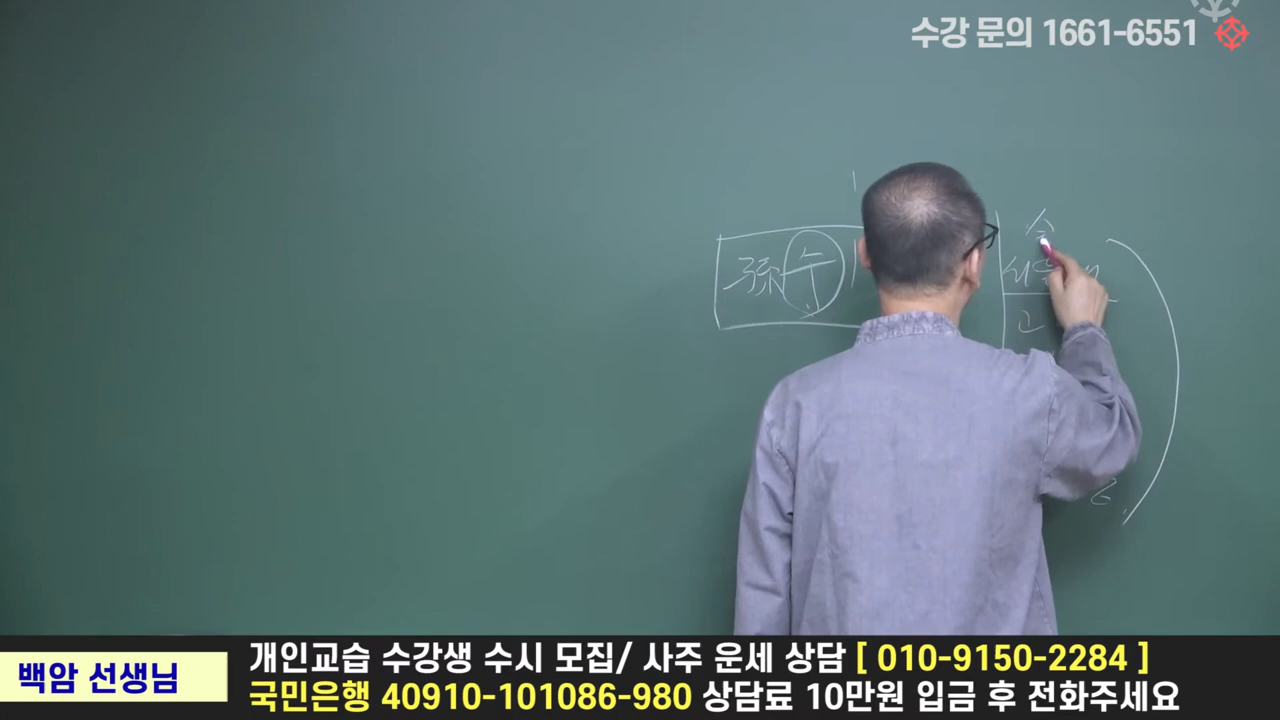 수강 문의 1661-6551
수
고
백암 선생님
개인교습 수강생 수시 모집/ 사주 운세 상담 [ 010-9150-2284 ]
국민은행 40910-101086-980 상담료 10만원 입금 후 전화주세요